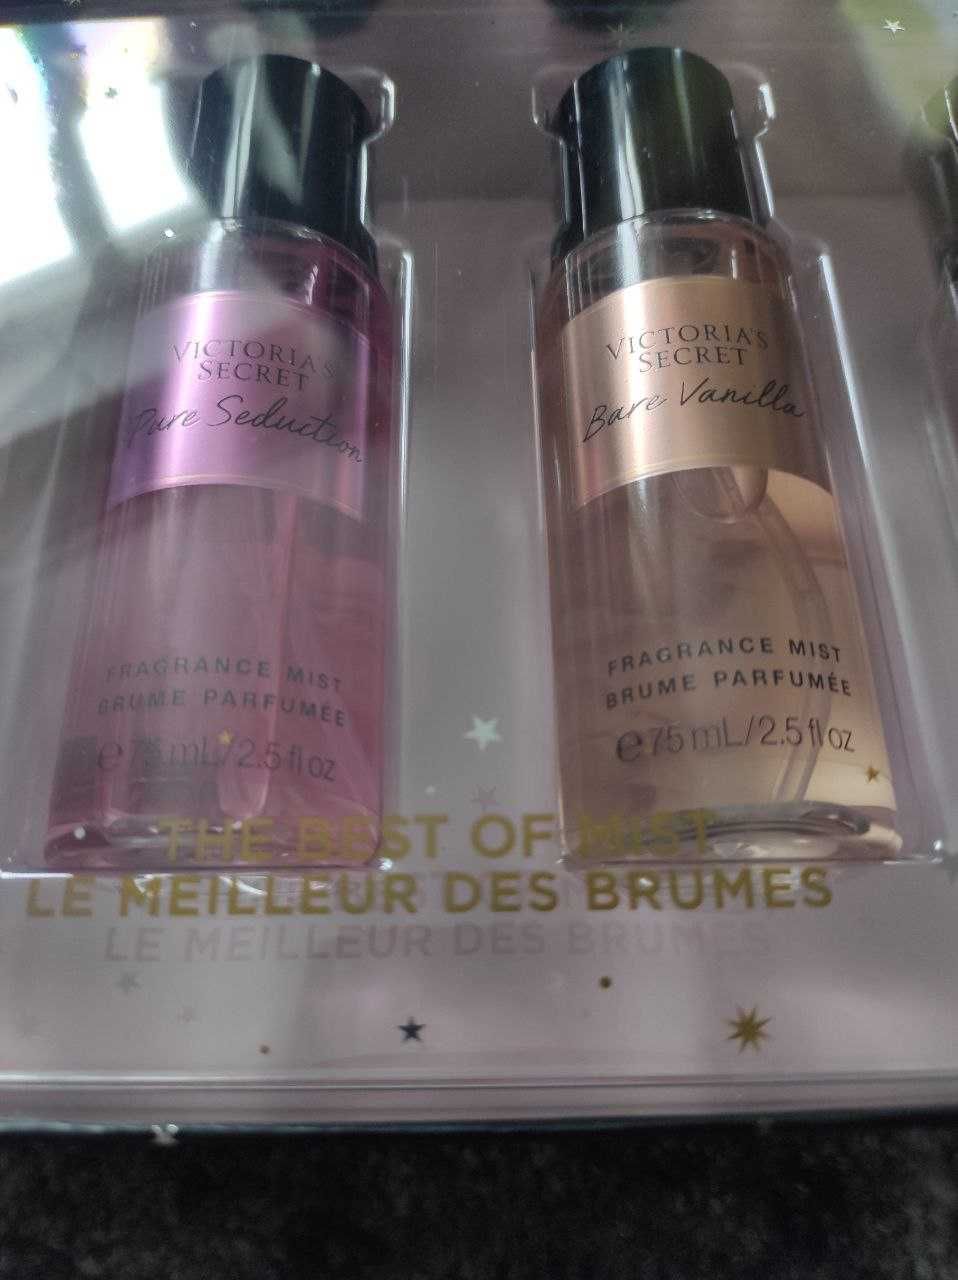 VICTORIA'S
SECRET
Pure Seduction
FRAGRANCE MIST
BRUME PARFUMÉE
e 75 mL/2.5 fl oz
VICTORIA'S
SECRET
Bare Vanilla
FRAGRANCE MIST
BRUME PARFUMÉE
e 75 mL/2.5 fl oz
THE BEST OF MIST
LE MEILLEUR DES BRUMES